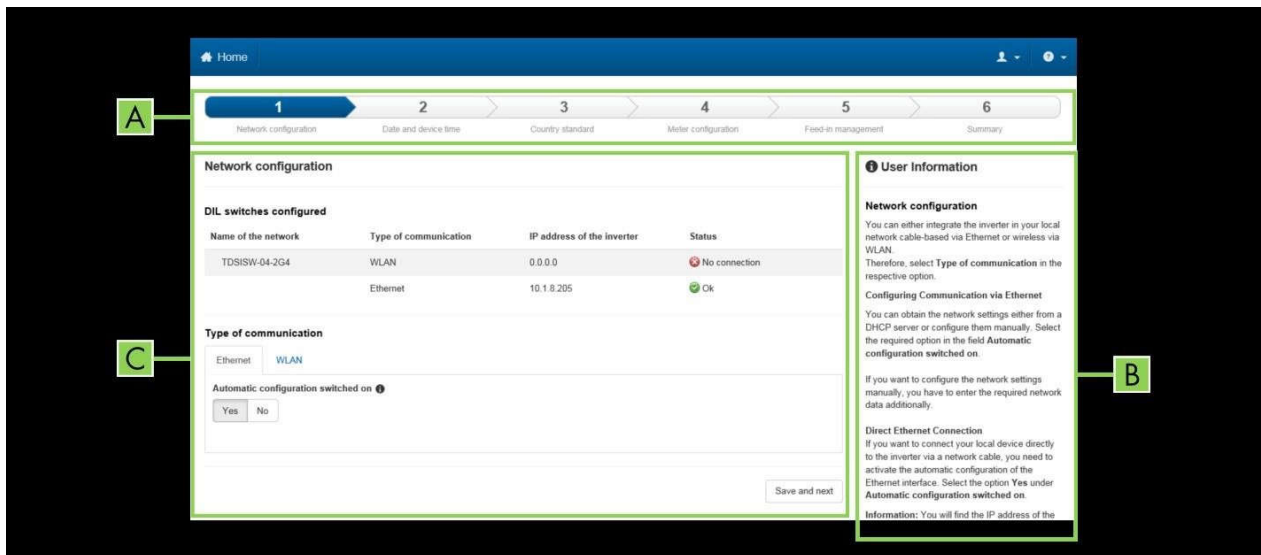 Home
A
1 2 3 4 5 6
Network configuration Date and device time Country standard Meter configuration Feed-in management Summary
Network configuration
DIL switches configured
Name of the network Type of communication IP address of the inverter Status
TDSISW-04-2G4 WLAN 0.0.0.0 No connection
Ethernet 10.1.8.205 Ok
Type of communication
C
Ethernet WLAN
Automatic configuration switched on
Yes No
Save and next
User Information
Network configuration
You can either integrate the inverter in your local
network cable-based via Ethernet or wireless via
WLAN.
Therefore, select Type of communication in the
respective option.
Configuring Communication via Ethernet
You can obtain the network settings either from a
DHCP server or configure them manually. Select
the required option in the field Automatic
configuration switched on.
B
If you want to configure the network settings
manually, you have to enter the required network
data additionally.
Direct Ethernet Connection
If you want to connect your local device directly
to the inverter via a network cable, you need to
activate the automatic configuration of the
Ethernet interface. Select the option Yes under
Automatic configuration switched on.
Information: You will find the IP address of the